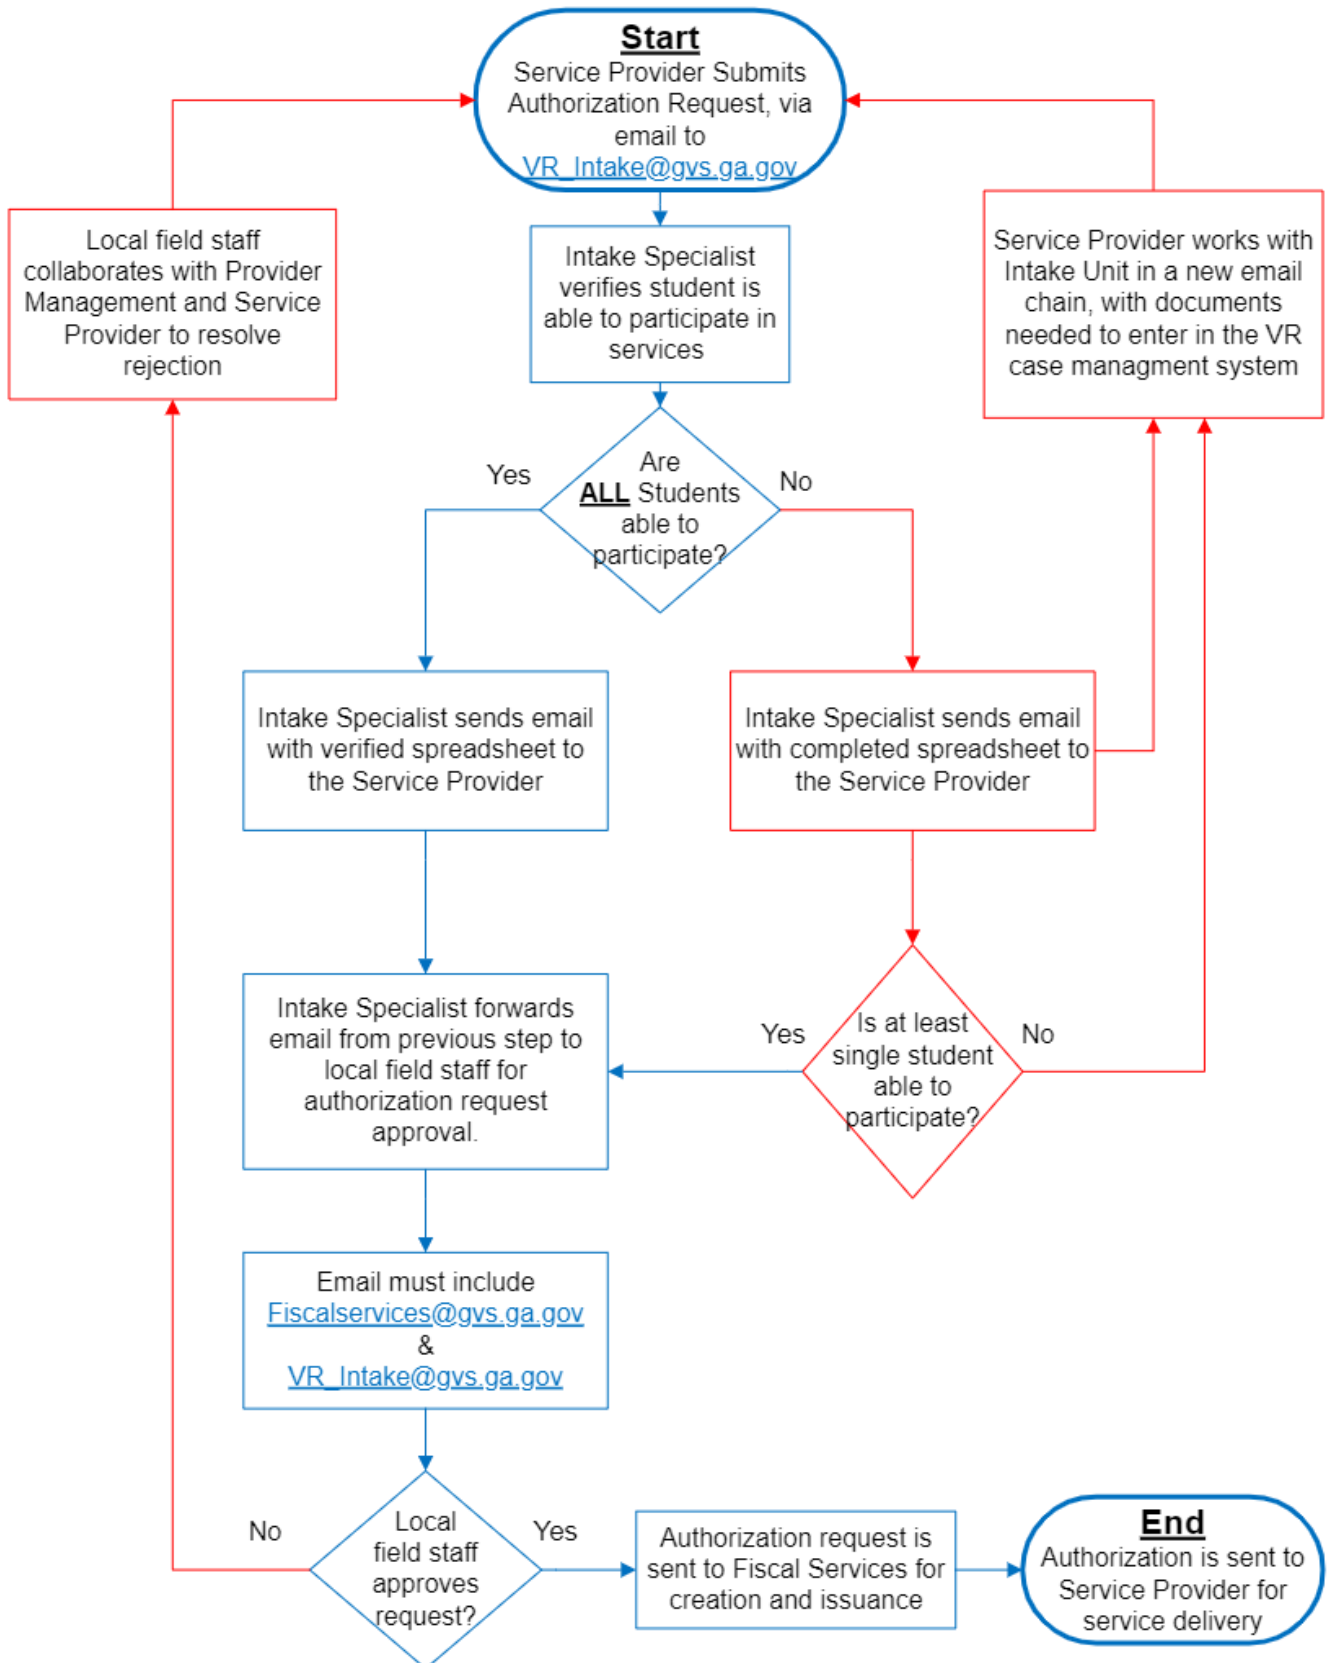 Start
Service Provider Submits
Authorization Request, via
email to
VR_Intake@gvs.ga.gov
Local field staff
collaborates with Provider
Management and Service
Provider to resolve
rejection
Intake Specialist
verifies student is
able to participate in
services
Service Provider works with
Intake Unit in a new email
chain, with documents
needed to enter in the VR
case managment system
Yes
Are
ALL Students
able to
participate?
No
Intake Specialist sends email
with verified spreadsheet to
the Service Provider
Intake Specialist sends email
with completed spreadsheet to
the Service Provider
Intake Specialist forwards
email from previous step to
local field staff for
authorization request
approval.
Yes
Is at least
single student
able to
participate?
No
Email must include
Fiscalservices@gvs.ga.gov
&
VR_Intake@gvs.ga.gov
No
Local
field staff
approves
request?
Yes
Authorization request is
sent to Fiscal Services for
creation and issuance
End
Authorization is sent to
Service Provider for
service delivery